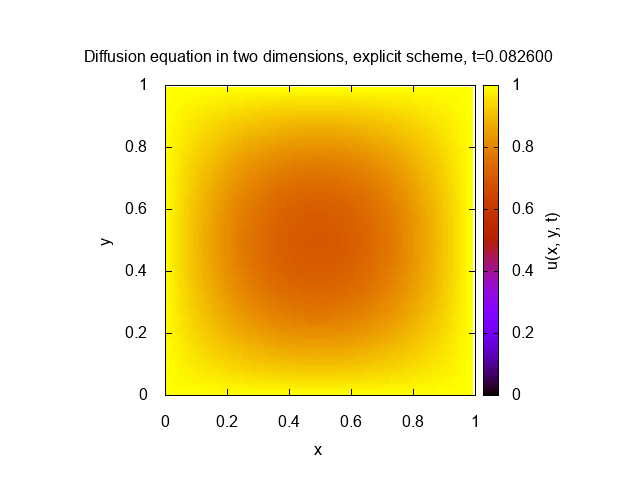 Diffusion equation in two dimensions, explicit scheme, t=0.082600
1
0.8
0.6
0.4
0.2
0
0 0.2 0.4 0.6 0.8 1
x
y
1
0.8
0.6
0.4
0.2
0
u(x, y, t)